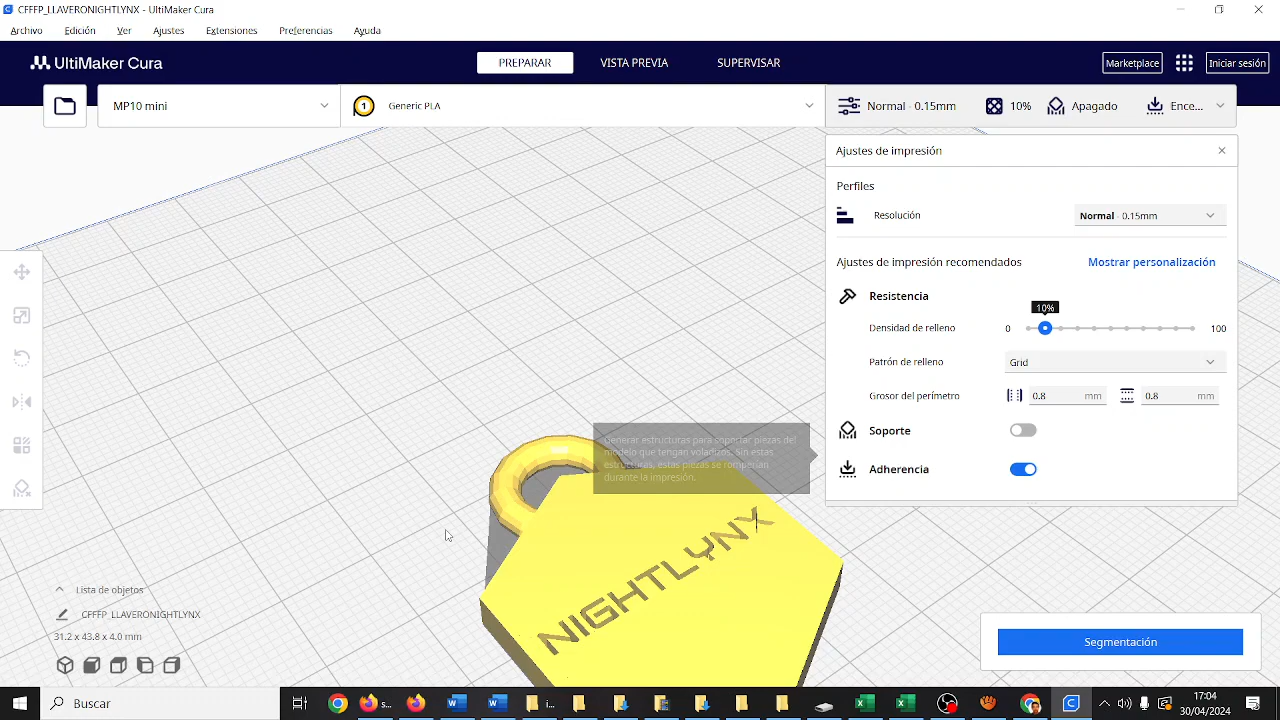 CFFFP_LLAVERONIGHTLYNX - UltiMaker Cura
Archivo Edición Ver Ajustes Extensiones Preferencias Ayuda
UltiMaker Cura PREPARAR VISTA PREVIA SUPERVISAR Marketplace Iniciar sesión
MP10 mini 1 Generic PLA Normal - 0.15mm 10% Apagado Ence...
Ajustes de impresión
Perfiles
Resolución Normal - 0.15mm
Ajustes de impresión recomendados Mostrar personalización
Resistencia
10%
Densidad de relleno 0 100
Patrón de relleno Grid
Grosor del perímetro 0.8 mm 0.8 mm
Soporte
Adherencia
Generar estructuras para soportar piezas del
modelo que tengan voladizos. Sin estas
estructuras, estas piezas se romperían
durante la impresión.
NIGHTLYNX
Lista de objetos
CFFFP_LLAVERONIGHTLYNX
31.2 x 43.8 x 4.0 mm
Segmentación
Buscar
s...
i...
17:04
30/04/2024